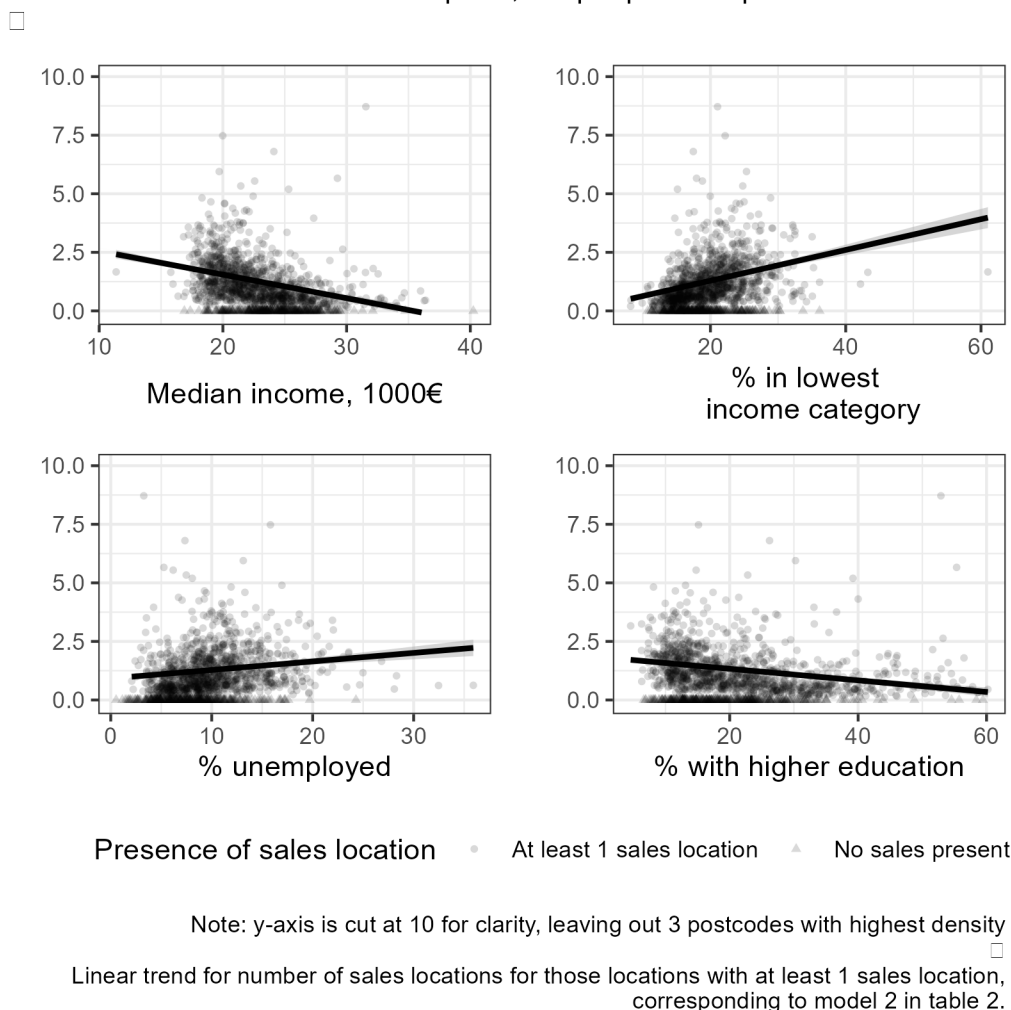 10.0
7.5
5.0
2.5
0.0
10 20 30 40
Median income, 1000€
10.0
7.5
5.0
2.5
0.0
20 40 60
% in lowest
income category
10.0
7.5
5.0
2.5
0.0
0 10 20 30
% unemployed
10.0
7.5
5.0
2.5
0.0
20 40 60
% with higher education
Presence of sales location At least 1 sales location No sales present
Note: y-axis is cut at 10 for clarity, leaving out 3 postcodes with highest density
Linear trend for number of sales locations for those locations with at least 1 sales location,
corresponding to model 2 in table 2.